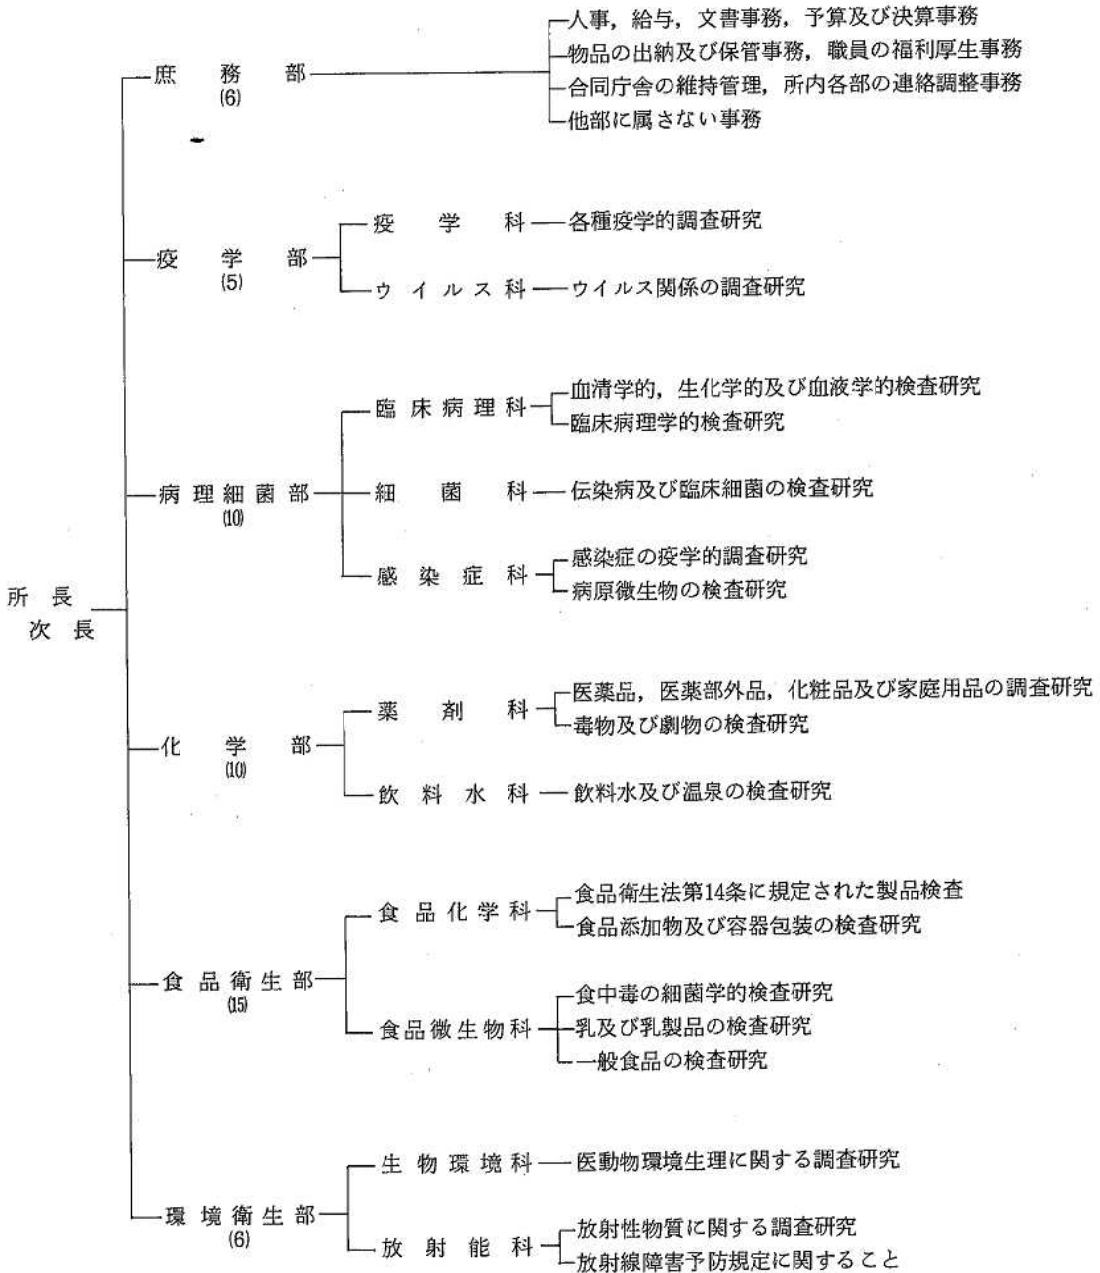 人事，給与，文書事務，予算及び決算事務
物品の出納及び保管事務，職員の福利厚生事務
庶務部
(6)
合同庁舎の維持管理，所内各部の連絡調整事務
他部に属さない事務
疫学科
各種疫学的調査研究
疫学部
(5)
ウイルス科
ウイルス関係の調査研究
臨床病理科
血清学的，生化学的及び血液学的検査研究
臨床病理学的検査研究
病理細菌部
(10)
細菌科
伝染病及び臨床細菌の検査研究
感染症科
感染症の疫学的調査研究
病原微生物の検査研究
所長
次長
薬剤科
医薬品，医薬部外品，化粧品及び家庭用品の調査研究
毒物及び劇物の検査研究
化学部
(10)
飲料水科
飲料水及び温泉の検査研究
食品化学科
食品衛生法第14条に規定された製品検査
食品添加物及び容器包装の検査研究
食品衛生部
(15)
食品微生物科
食中毒の細菌学的検査研究
乳及び乳製品の検査研究
一般食品の検査研究
生物環境科
医動物環境生理に関する調査研究
環境衛生部
(6)
放射能科
放射性物質に関する調査研究
放射線障害予防規定に関すること